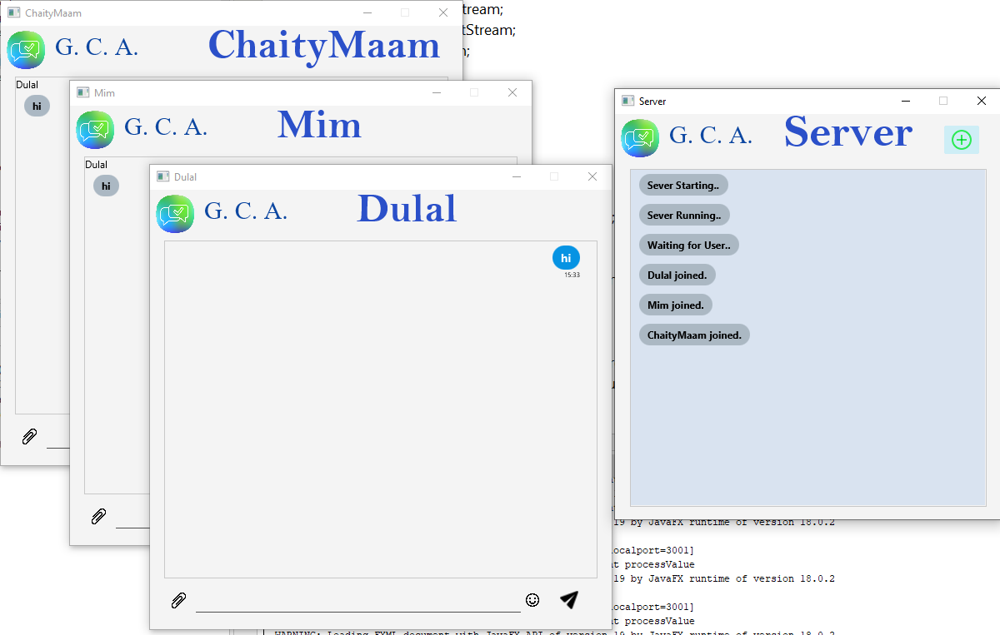 ChaityMaam
G. C. A.
ChaityMaam
Dulal
hi
Mim
G. C. A.
Mim
Dulal
hi
Dulal
G. C. A.
Dulal
hi
15:33
Server
G. C. A.
Server
Sever Starting..
Sever Running..
Waiting for User..
Dulal joined.
Mim joined.
ChaityMaam joined.
tream;
tStream;
;
19 by JavaFX runtime of version 18.0.2
ocalport=3001]
t processValue
19 by JavaFX runtime of version 18.0.2
ocalport=3001]
t processValue
WARNING: Loading FXML document with JavaFX API of version 19 by JavaFX runtime of version 18.0.2